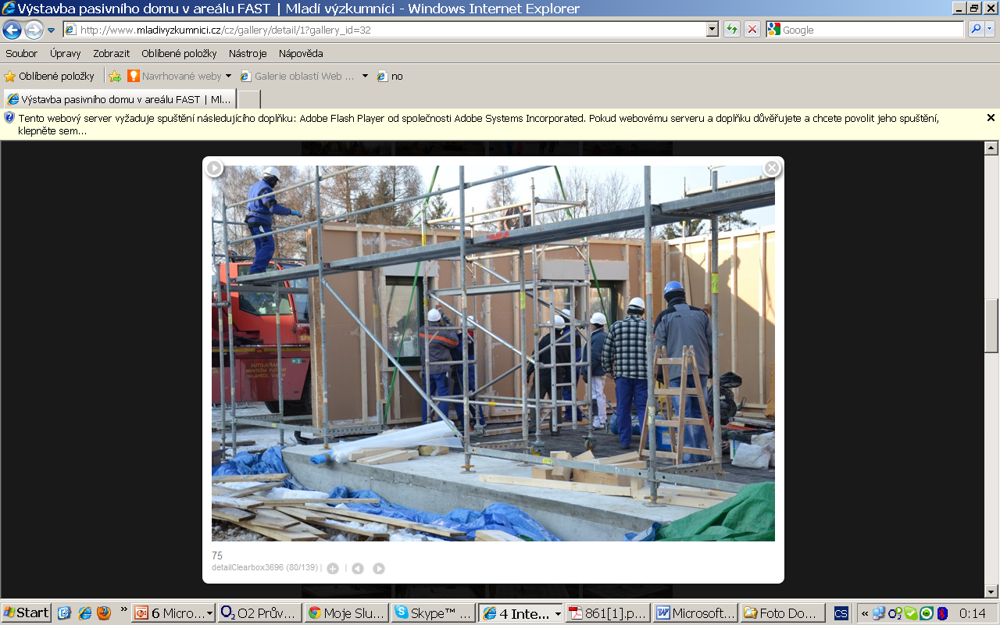 Výstavba pasivního domu v areálu FAST | Mladí výzkumníci - Windows Internet Explorer
http://www.mladivyzkumnici.cz/cz/gallery/detail/1?gallery_id=32
Google
Soubor Úpravy Zobrazit Oblíbené položky Nástroje Nápověda
Oblíbené položky Navrhované weby Galerie oblastí Web ... no
Výstavba pasivního domu v areálu FAST | Ml...
Tento webový server vyžaduje spuštění následujícího doplňku: Adobe Flash Player od společnosti Adobe Systems Incorporated. Pokud webovému serveru a doplňku důvěřujete a chcete povolit jeho spuštění,
klepněte sem...
AUTOJEŘÁB
75
detailClearbox3696 (80/139) | |
Start » 6 Micro... O2 Prův... Moje Slu... Skype™ ... 4 Inte... 861[1].p... Microsoft... Foto Do... CS « 0:14